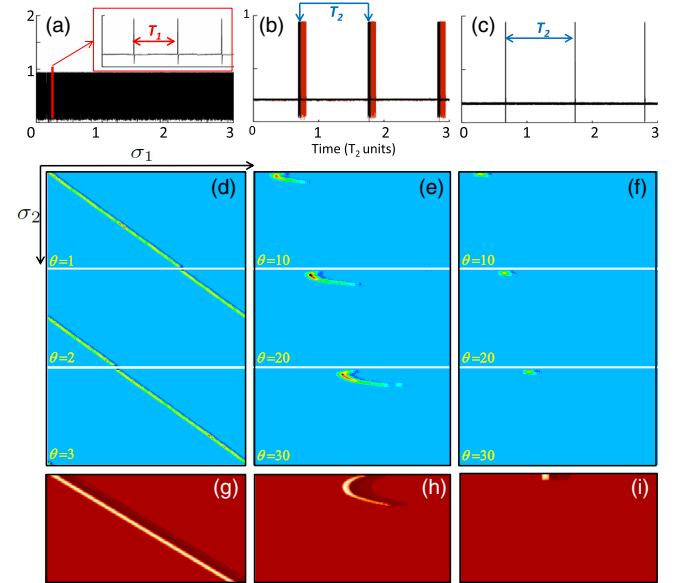 (a)
(b)
(c)
2
1
0
T₁
0 1 2 3
1
0
T₂
0 1 2 3
T₂
0 1 2 3
Time (T₂ units)
σ₁
σ₂
(d)
(e)
(f)
θ=1
θ=10
θ=10
θ=2
θ=20
θ=20
θ=3
θ=30
θ=30
(g)
(h)
(i)